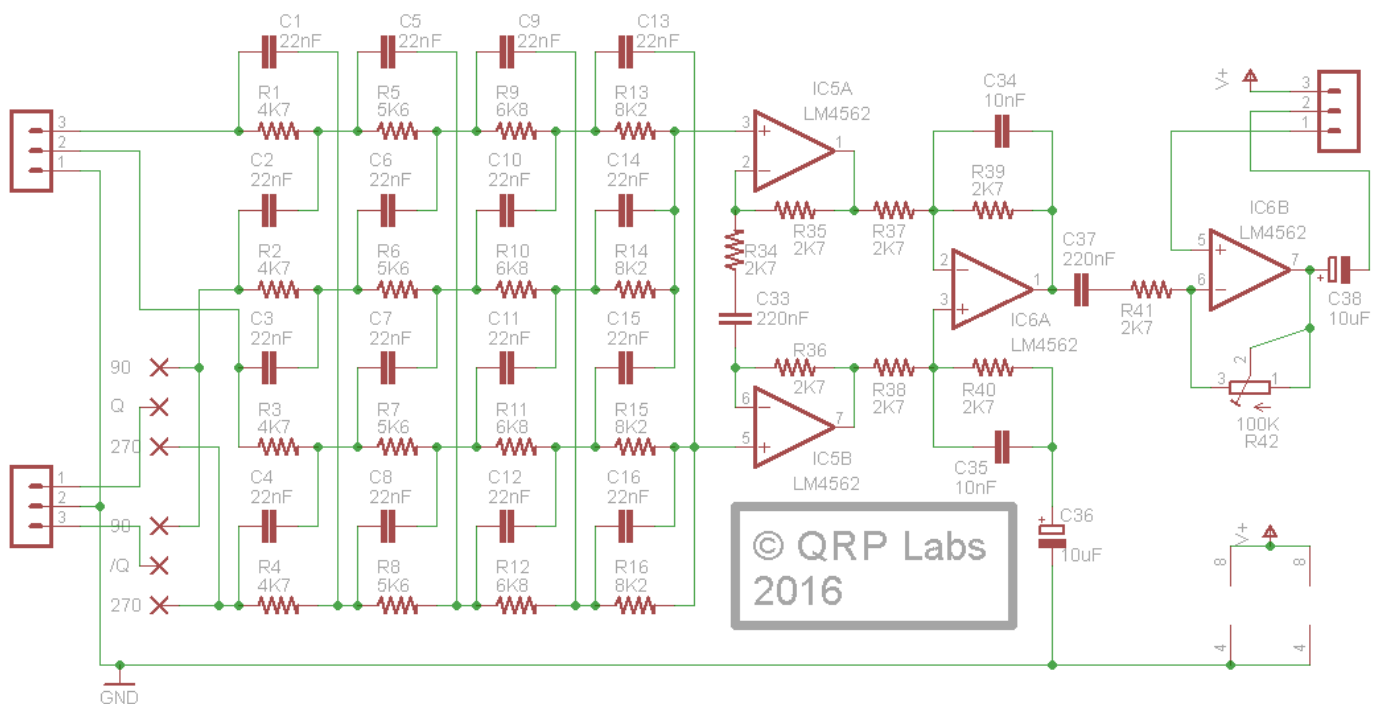 C1
22nF
C5
22nF
C9
22nF
C13
22nF
R1
4K7
R5
5K6
R9
6K8
R13
8K2
3
2
1
C2
22nF
C6
22nF
C10
22nF
C14
22nF
R2
4K7
R6
5K6
R10
6K8
R14
8K2
C3
22nF
C7
22nF
C11
22nF
C15
22nF
90
Q
270
R3
4K7
R7
5K6
R11
6K8
R15
8K2
1
2
3
C4
22nF
C8
22nF
C12
22nF
C16
22nF
90
/Q
270
R4
4K7
R8
5K6
R12
6K8
R16
8K2
GND
IC5A
LM4562
3
+
2
−
1
R35
2K7
R37
2K7
R34
2K7
C33
220nF
R36
2K7
R38
2K7
6
−
5
+
7
IC5B
LM4562
C34
10nF
R39
2K7
2
−
3
+
1
IC6A
LM4562
R40
2K7
C35
10nF
+
C36
10uF
C37
220nF
R41
2K7
V+
3
2
1
IC6B
LM4562
5
+
6
−
7
+
C38
10uF
2
3
1
100K
R42
V+
8
8
4
4
© QRP Labs
2016